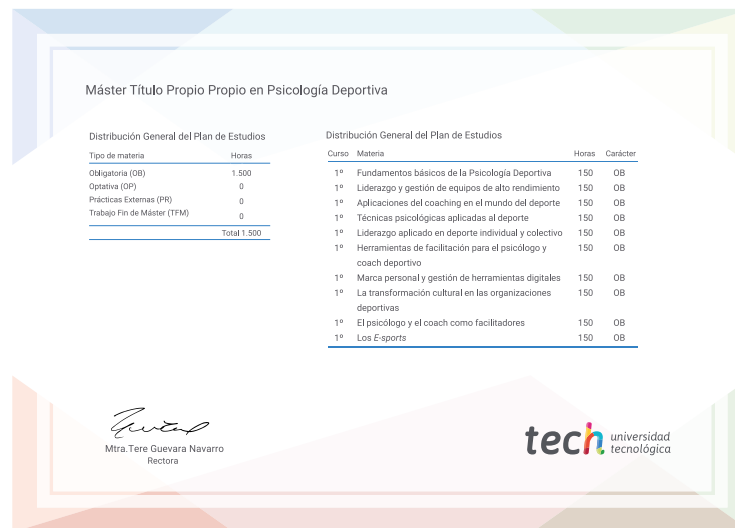 Máster Título Propio Propio en Psicología Deportiva
Distribución General del Plan de Estudios
Tipo de materia Horas
Obligatoria (OB) 1.500
Optativa (OP) 0
Prácticas Externas (PR) 0
Trabajo Fin de Máster (TFM) 0
Total 1.500
Distribución General del Plan de Estudios
Curso Materia Horas Carácter
1º Fundamentos básicos de la Psicología Deportiva 150 OB
1º Liderazgo y gestión de equipos de alto rendimiento 150 OB
1º Aplicaciones del coaching en el mundo del deporte 150 OB
1º Técnicas psicológicas aplicadas al deporte 150 OB
1º Liderazgo aplicado en deporte individual y colectivo 150 OB
1º Herramientas de facilitación para el psicólogo y 150 OB
coach deportivo
1º Marca personal y gestión de herramientas digitales 150 OB
1º La transformación cultural en las organizaciones 150 OB
deportivas
1º El psicólogo y el coach como facilitadores 150 OB
1º Los E-sports 150 OB
Mtra.Tere Guevara Navarro
Rectora
tech universidad
tecnológica